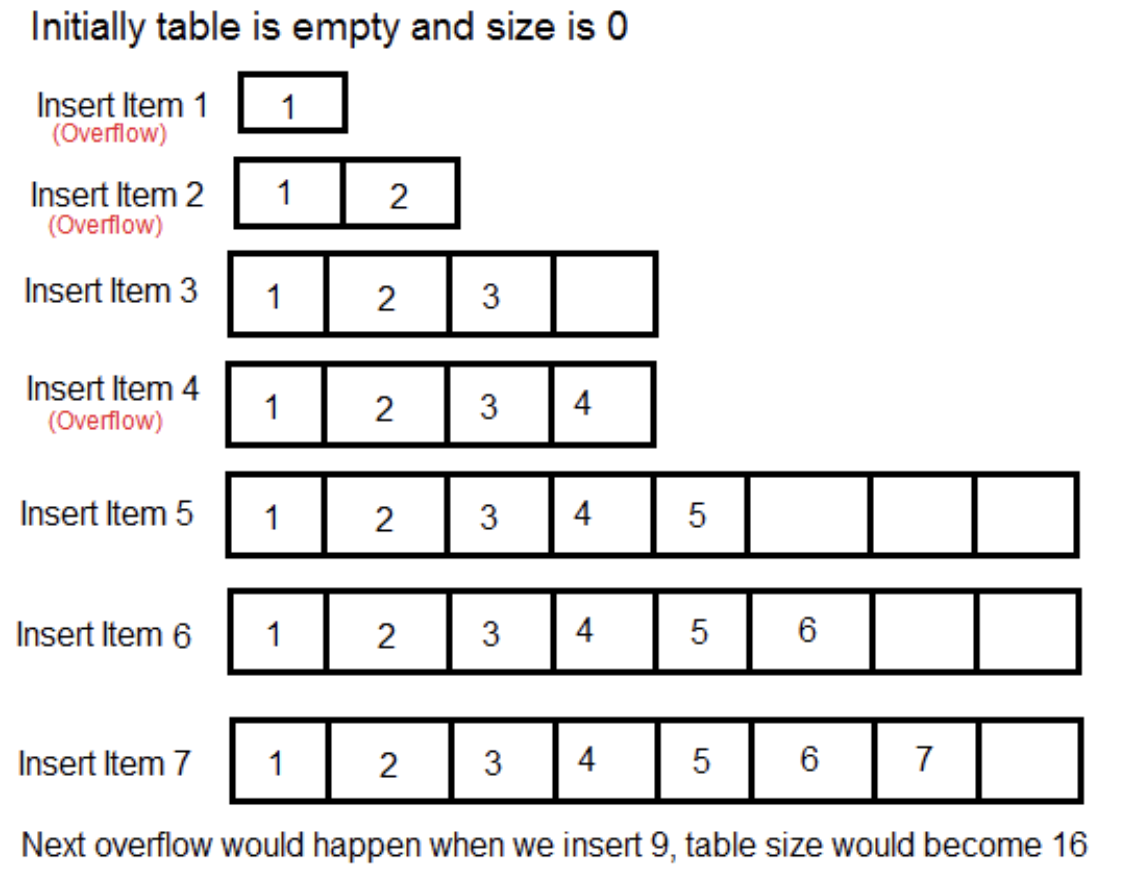 Initially table is empty and size is 0
Insert Item 1 1
(Overflow)
Insert Item 2 1 2
(Overflow)
Insert Item 3 1 2 3
Insert Item 4 1 2 3 4
(Overflow)
Insert Item 5 1 2 3 4 5
Insert Item 6 1 2 3 4 5 6
Insert Item 7 1 2 3 4 5 6 7
Next overflow would happen when we insert 9, table size would become 16